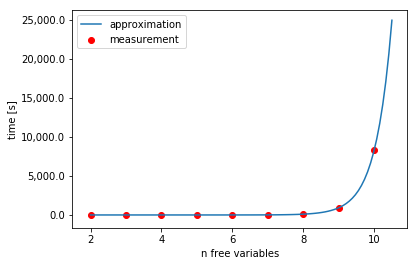 approximation
measurement
25,000.0
20,000.0
15,000.0
10,000.0
5,000.0
0.0
time [s]
2 4 6 8 10
n free variables